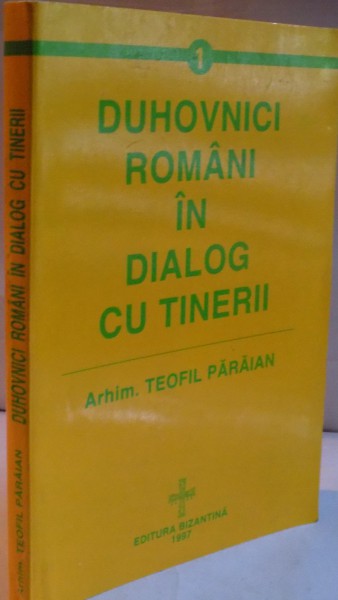 1
DUHOVNICI
ROMÂNI
ÎN
DIALOG
CU TINERII
Arhim. TEOFIL PĂRĂIAN
EDITURA BIZANTINĂ
1997
Arhim. TEOFIL PĂRĂIAN DUHOVNICI ROMÂNI ÎN DIALOG CU TINERII